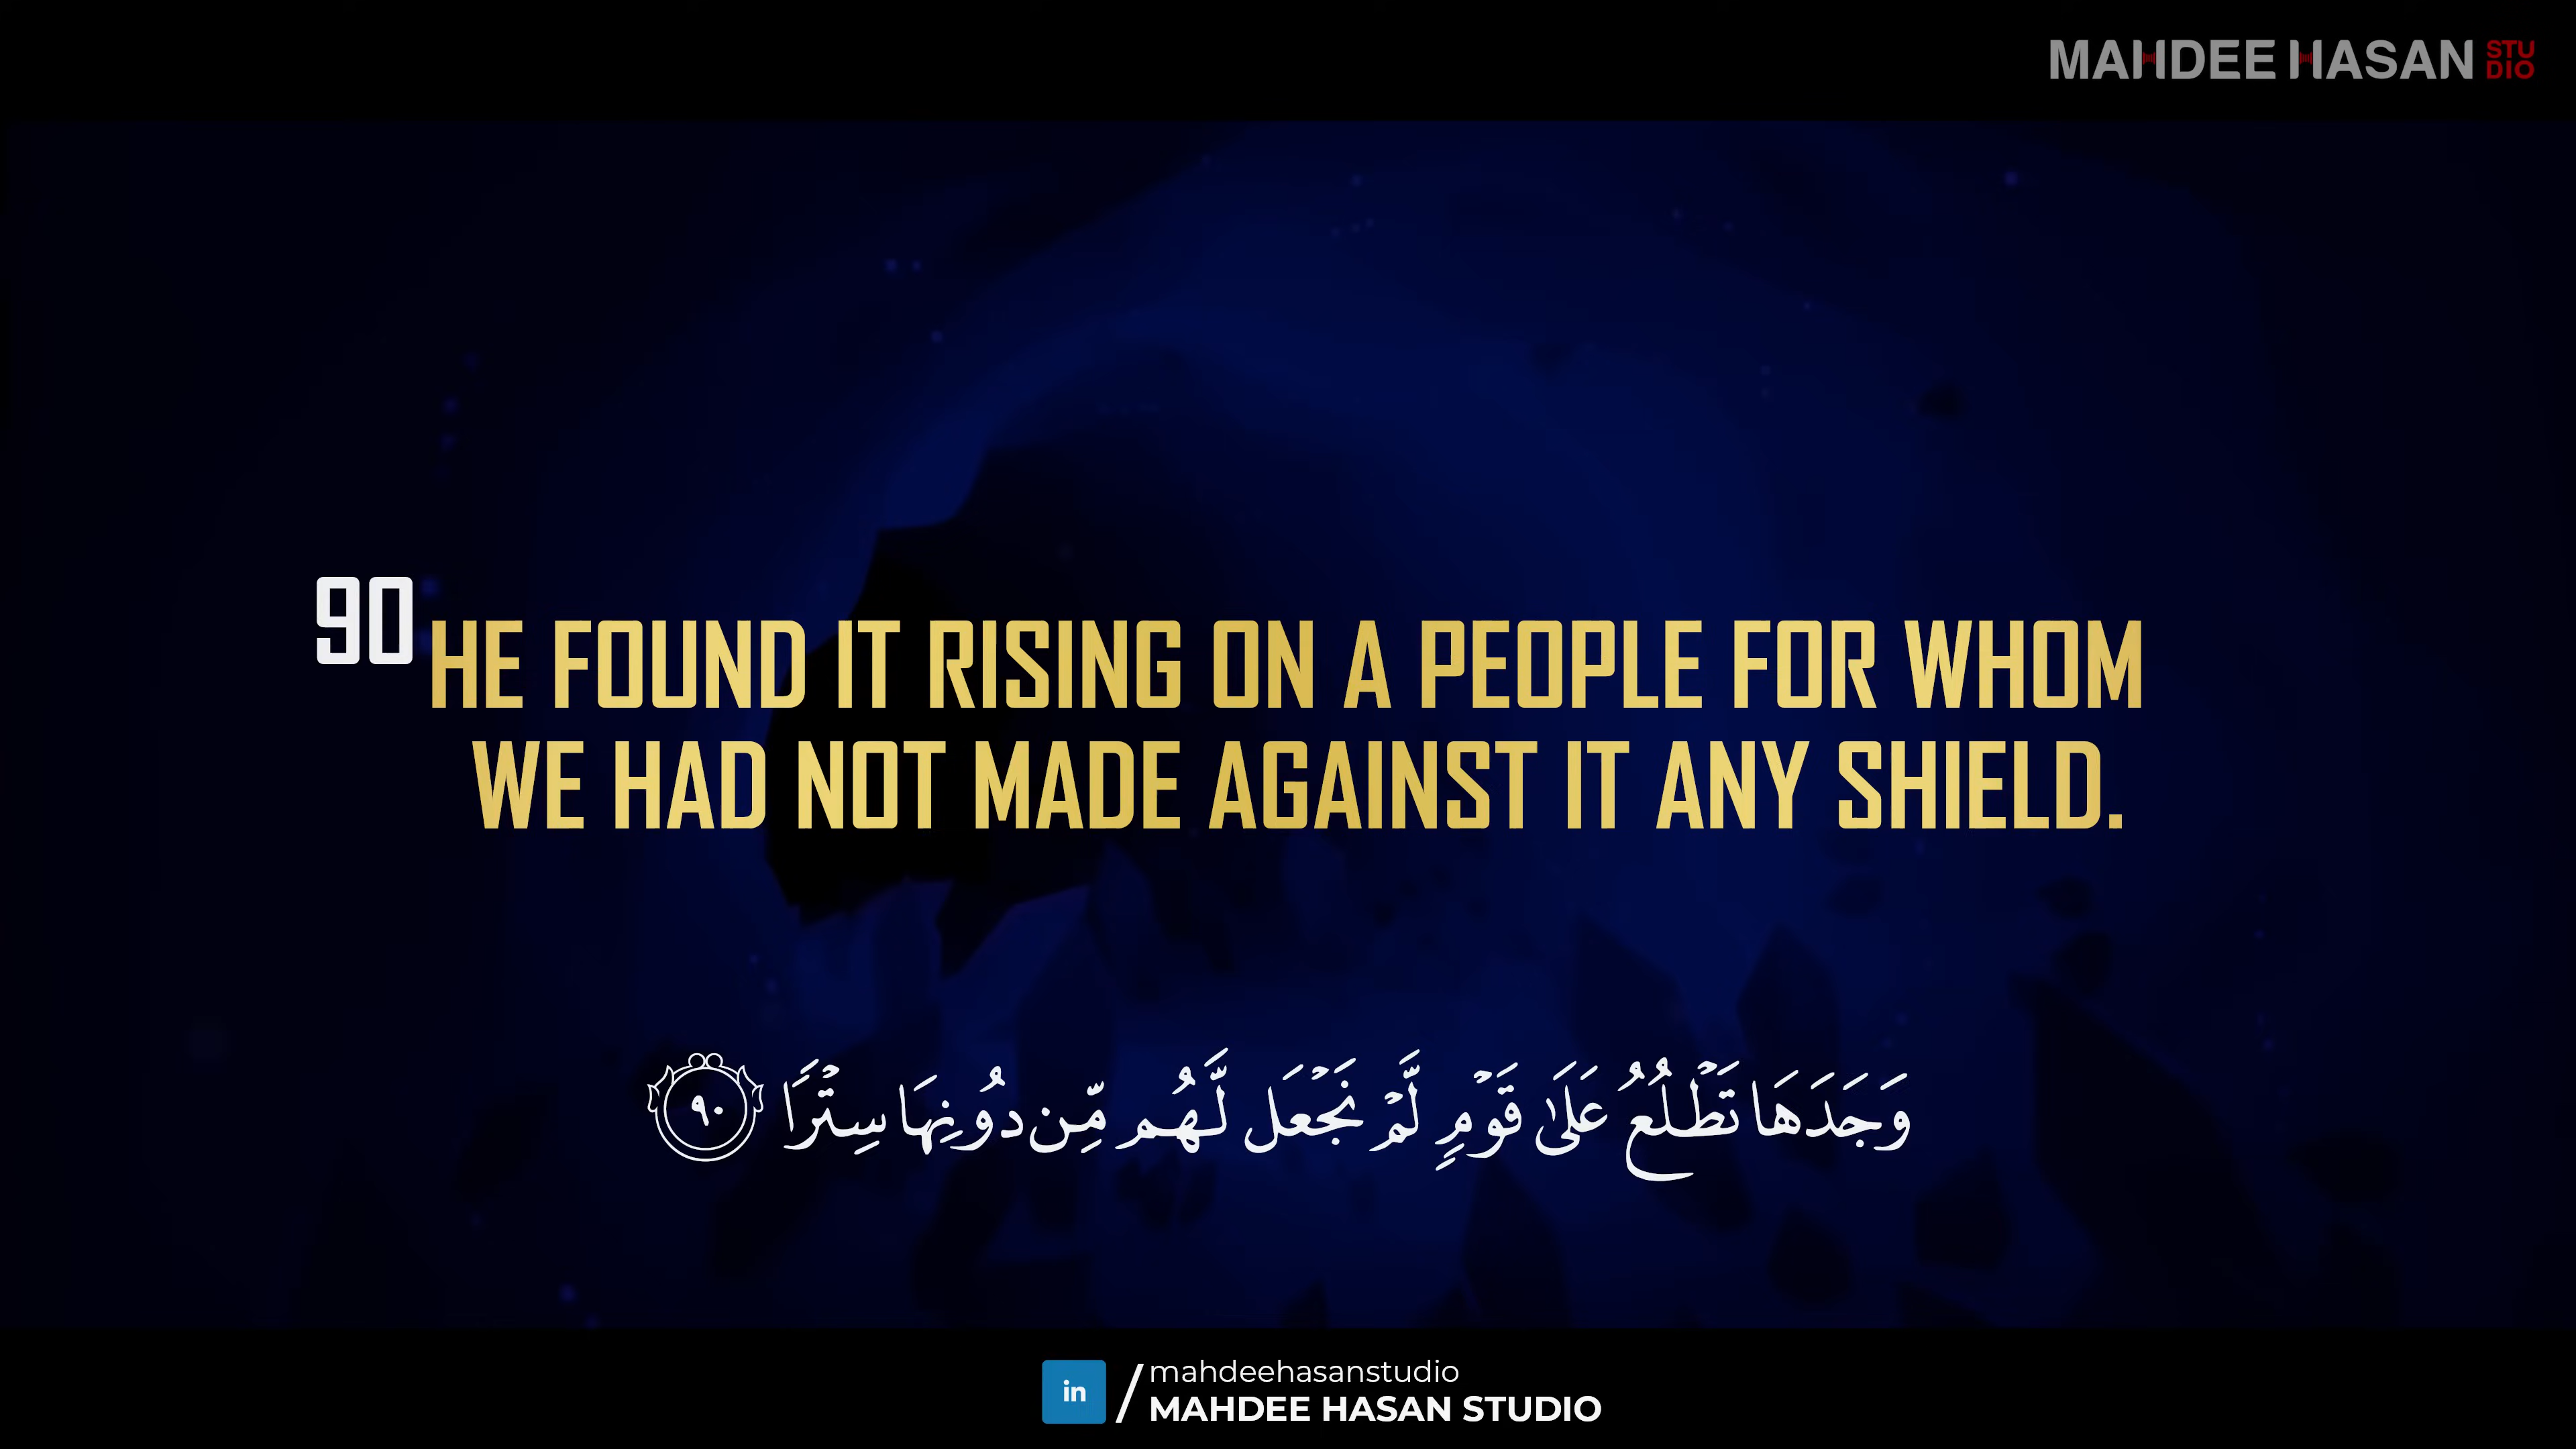 MAHDEE HASAN STUDIO
90 HE FOUND IT RISING ON A PEOPLE FOR WHOM
WE HAD NOT MADE AGAINST IT ANY SHIELD.
وَجَدَهَا تَطْلُعُ عَلَىٰ قَوْمٍ لَّمْ نَجْعَل لَّهُم مِّن دُونِهَا سِتْرًا ٩٠
in / mahdeehasanstudio
MAHDEE HASAN STUDIO